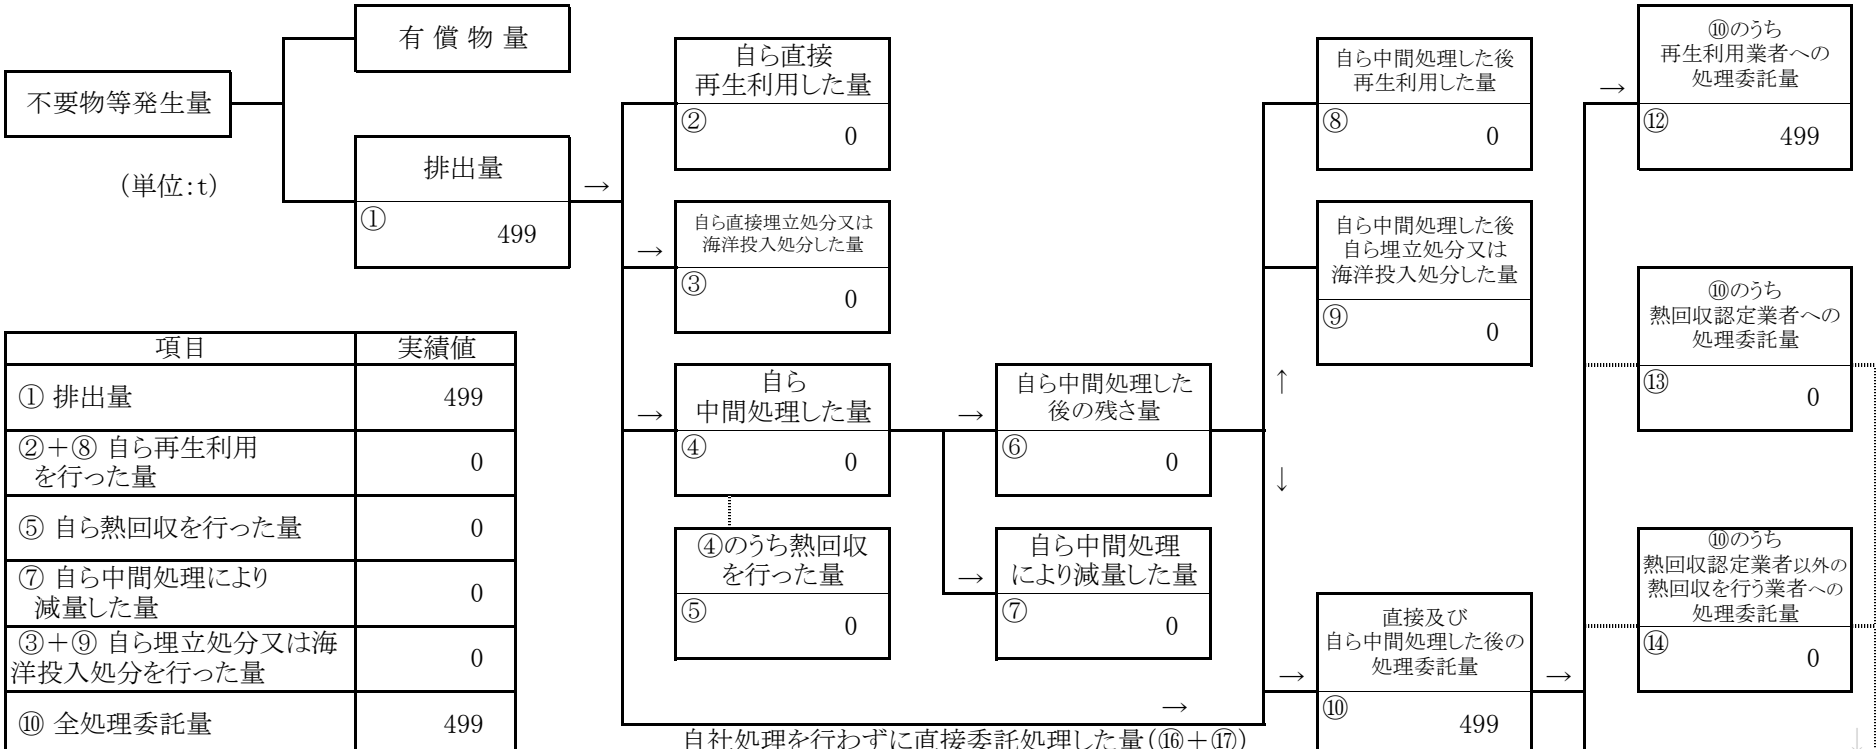 有 償 物 量
不要物等発生量
(単位:t)
排出量
①
499
→
自ら直接
再生利用した量
②
0
→
自ら直接埋立処分又は
海洋投入処分した量
③
0
→
自ら
中間処理した量
④
0
④のうち熱回収
を行った量
⑤
0
→
自ら中間処理した
後の残さ量
⑥
0
→
自ら中間処理
により減量した量
⑦
0
自ら中間処理した後
再生利用した量
⑧
0
自ら中間処理した後
自ら埋立処分又は
海洋投入処分した量
⑨
0
↑
↓
→
自社処理を行わずに直接委託処理した量(⑯+⑰)
→
直接及び
自ら中間処理した後の
処理委託量
⑩
499
→
→
⑩のうち
再生利用業者への
処理委託量
⑫
499
⑩のうち
熱回収認定業者への
処理委託量
⑬
0
⑩のうち
熱回収認定業者以外の
熱回収を行う業者への
処理委託量
⑭
0
項目 実績値
① 排出量 499
②+⑧ 自ら再生利用
を行った量 0
⑤ 自ら熱回収を行った量 0
⑦ 自ら中間処理により
減量した量 0
③+⑨ 自ら埋立処分又は海
洋投入処分を行った量 0
⑩ 全処理委託量 499